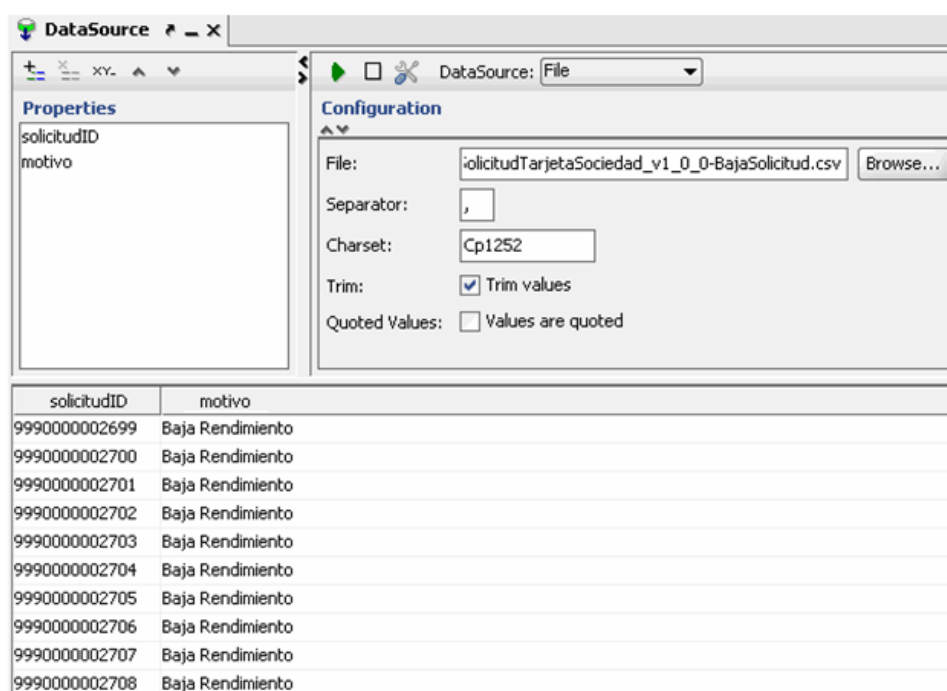 DataSource
XY-
DataSource: File
Properties
solicitudID
motivo
Configuration
File: olicitudTarjetaSociedad_v1_0_0-BajaSolicitud.csv Browse...
Separator: ,
Charset: Cp1252
Trim: Trim values
Quoted Values: Values are quoted
solicitudID motivo
9990000002699 Baja Rendimiento
9990000002700 Baja Rendimiento
9990000002701 Baja Rendimiento
9990000002702 Baja Rendimiento
9990000002703 Baja Rendimiento
9990000002704 Baja Rendimiento
9990000002705 Baja Rendimiento
9990000002706 Baja Rendimiento
9990000002707 Baja Rendimiento
9990000002708 Baja Rendimiento